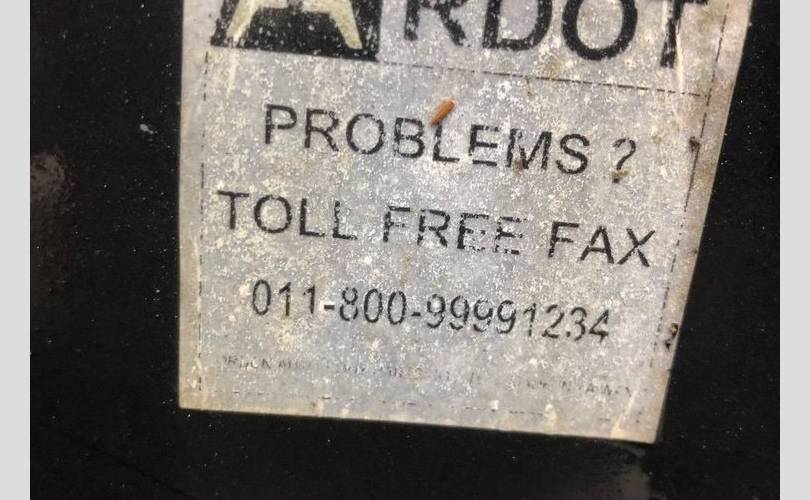 ARDOT
PROBLEMS ?
TOLL FREE FAX
011-800-99991234